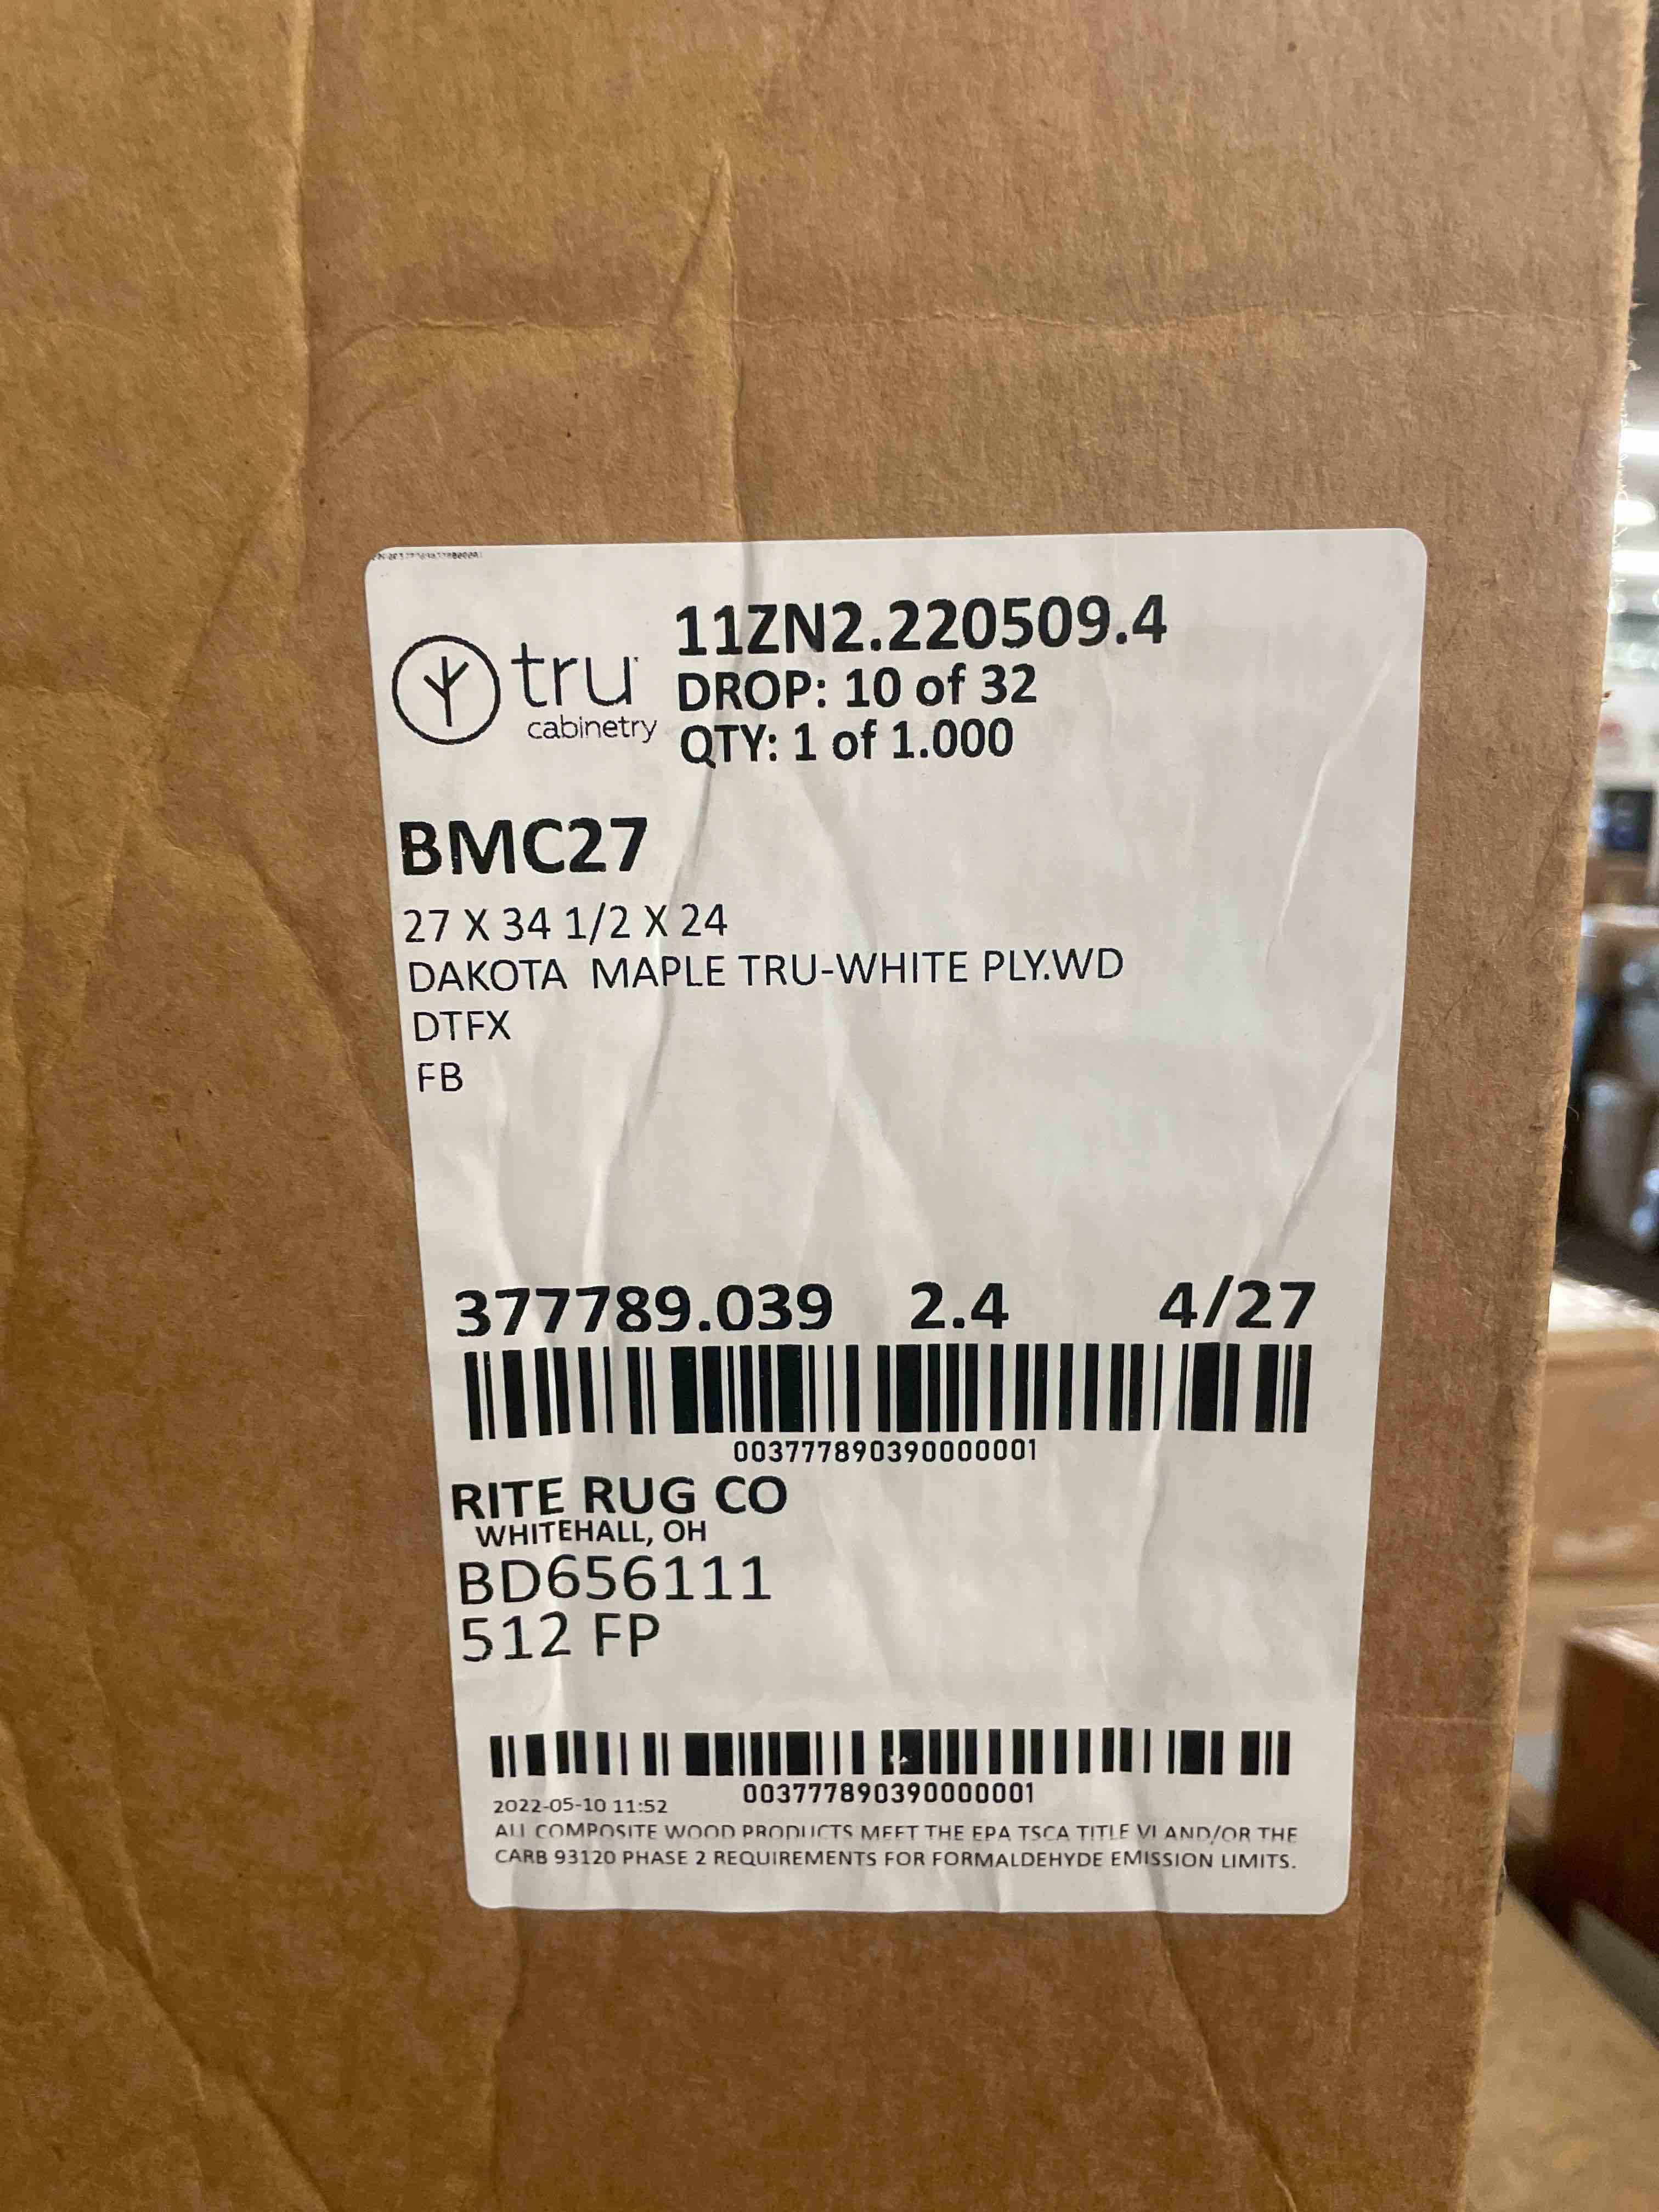 11ZN2.220509.4
tru
cabinetry
DROP: 10 of 32
QTY: 1 of 1.000
BMC27
27 X 34 1/2 X 24
DAKOTA MAPLE TRU-WHITE PLY.WD
DTFX
FB
377789.039 2.4 4/27
003777890390000001
RITE RUG CO
WHITEHALL, OH
BD656111
512 FP
003777890390000001
2022-05-10 11:52
ALL COMPOSITE WOOD PRODUCTS MEET THE EPA TSCA TITLE VI AND/OR THE
CARB 93120 PHASE 2 REQUIREMENTS FOR FORMALDEHYDE EMISSION LIMITS.